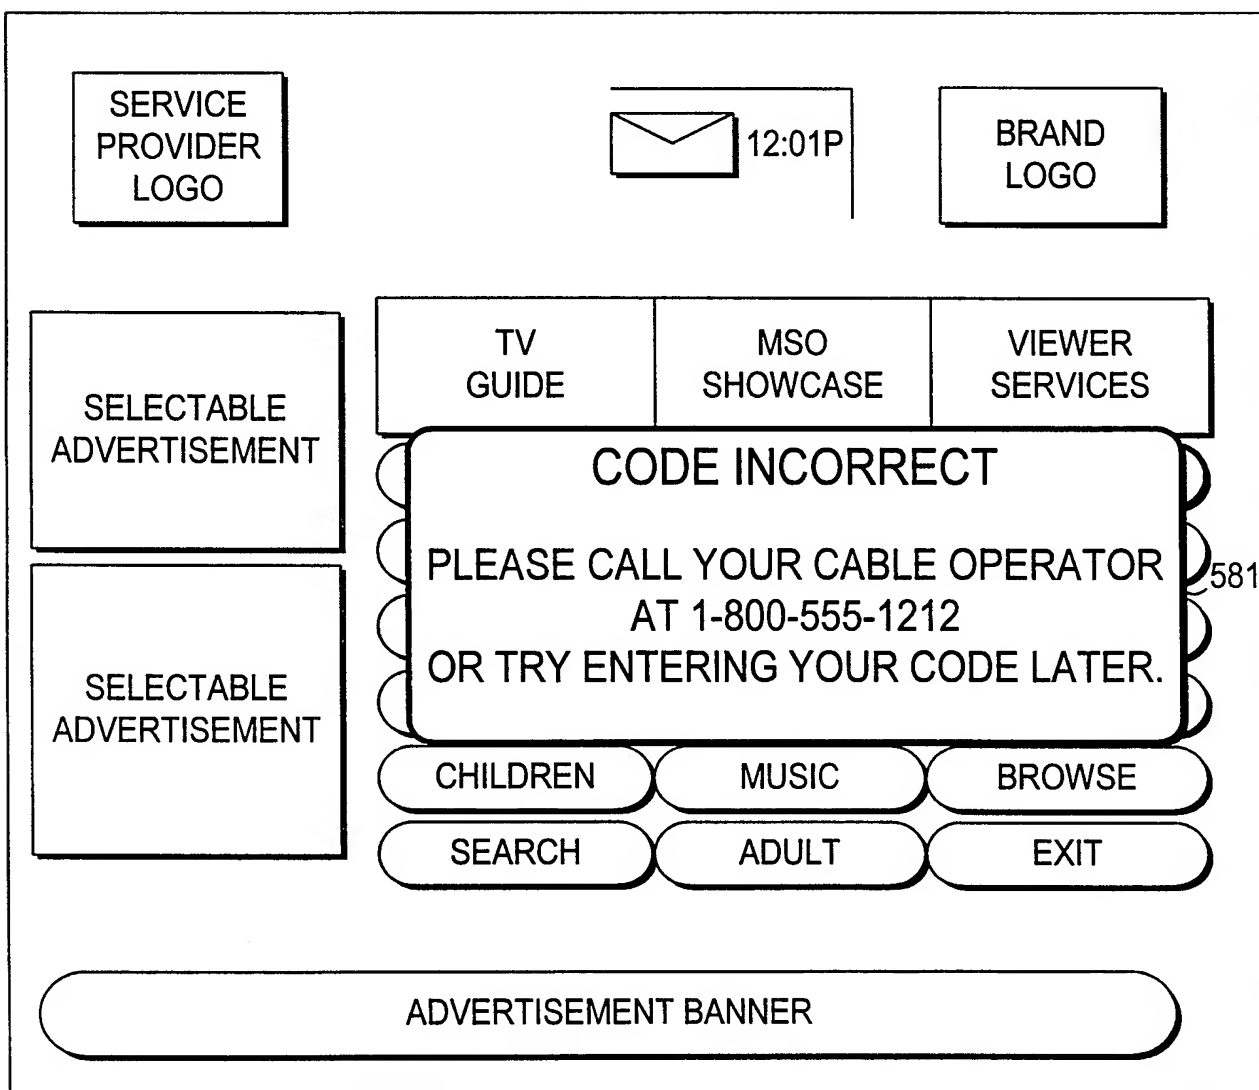 SERVICE
PROVIDER
LOGO
12:01P
BRAND
LOGO
SELECTABLE
ADVERTISEMENT
SELECTABLE
ADVERTISEMENT
TV
GUIDE
MSO
SHOWCASE
VIEWER
SERVICES
CODE INCORRECT
PLEASE CALL YOUR CABLE OPERATOR
AT 1-800-555-1212
OR TRY ENTERING YOUR CODE LATER.
581
CHILDREN
MUSIC
BROWSE
SEARCH
ADULT
EXIT
ADVERTISEMENT BANNER